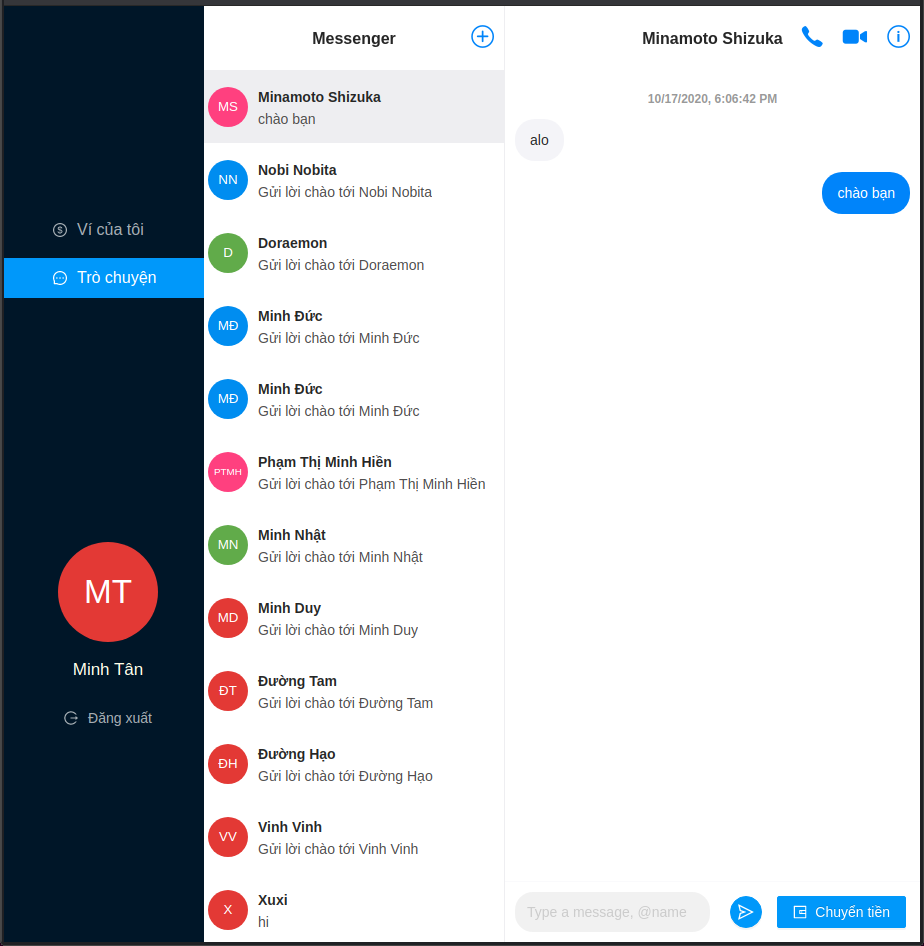 Ví của tôi
Trò chuyện
MT
Minh Tân
Đăng xuất
Messenger
MS
Minamoto Shizuka
chào bạn
NN
Nobi Nobita
Gửi lời chào tới Nobi Nobita
D
Doraemon
Gửi lời chào tới Doraemon
MĐ
Minh Đức
Gửi lời chào tới Minh Đức
MĐ
Minh Đức
Gửi lời chào tới Minh Đức
PTMH
Phạm Thị Minh Hiền
Gửi lời chào tới Phạm Thị Minh Hiền
MN
Minh Nhật
Gửi lời chào tới Minh Nhật
MD
Minh Duy
Gửi lời chào tới Minh Duy
ĐT
Đường Tam
Gửi lời chào tới Đường Tam
ĐH
Đường Hạo
Gửi lời chào tới Đường Hạo
VV
Vinh Vinh
Gửi lời chào tới Vinh Vinh
X
Xuxi
hi
Minamoto Shizuka
10/17/2020, 6:06:42 PM
alo
chào bạn
Type a message, @name
Chuyển tiền